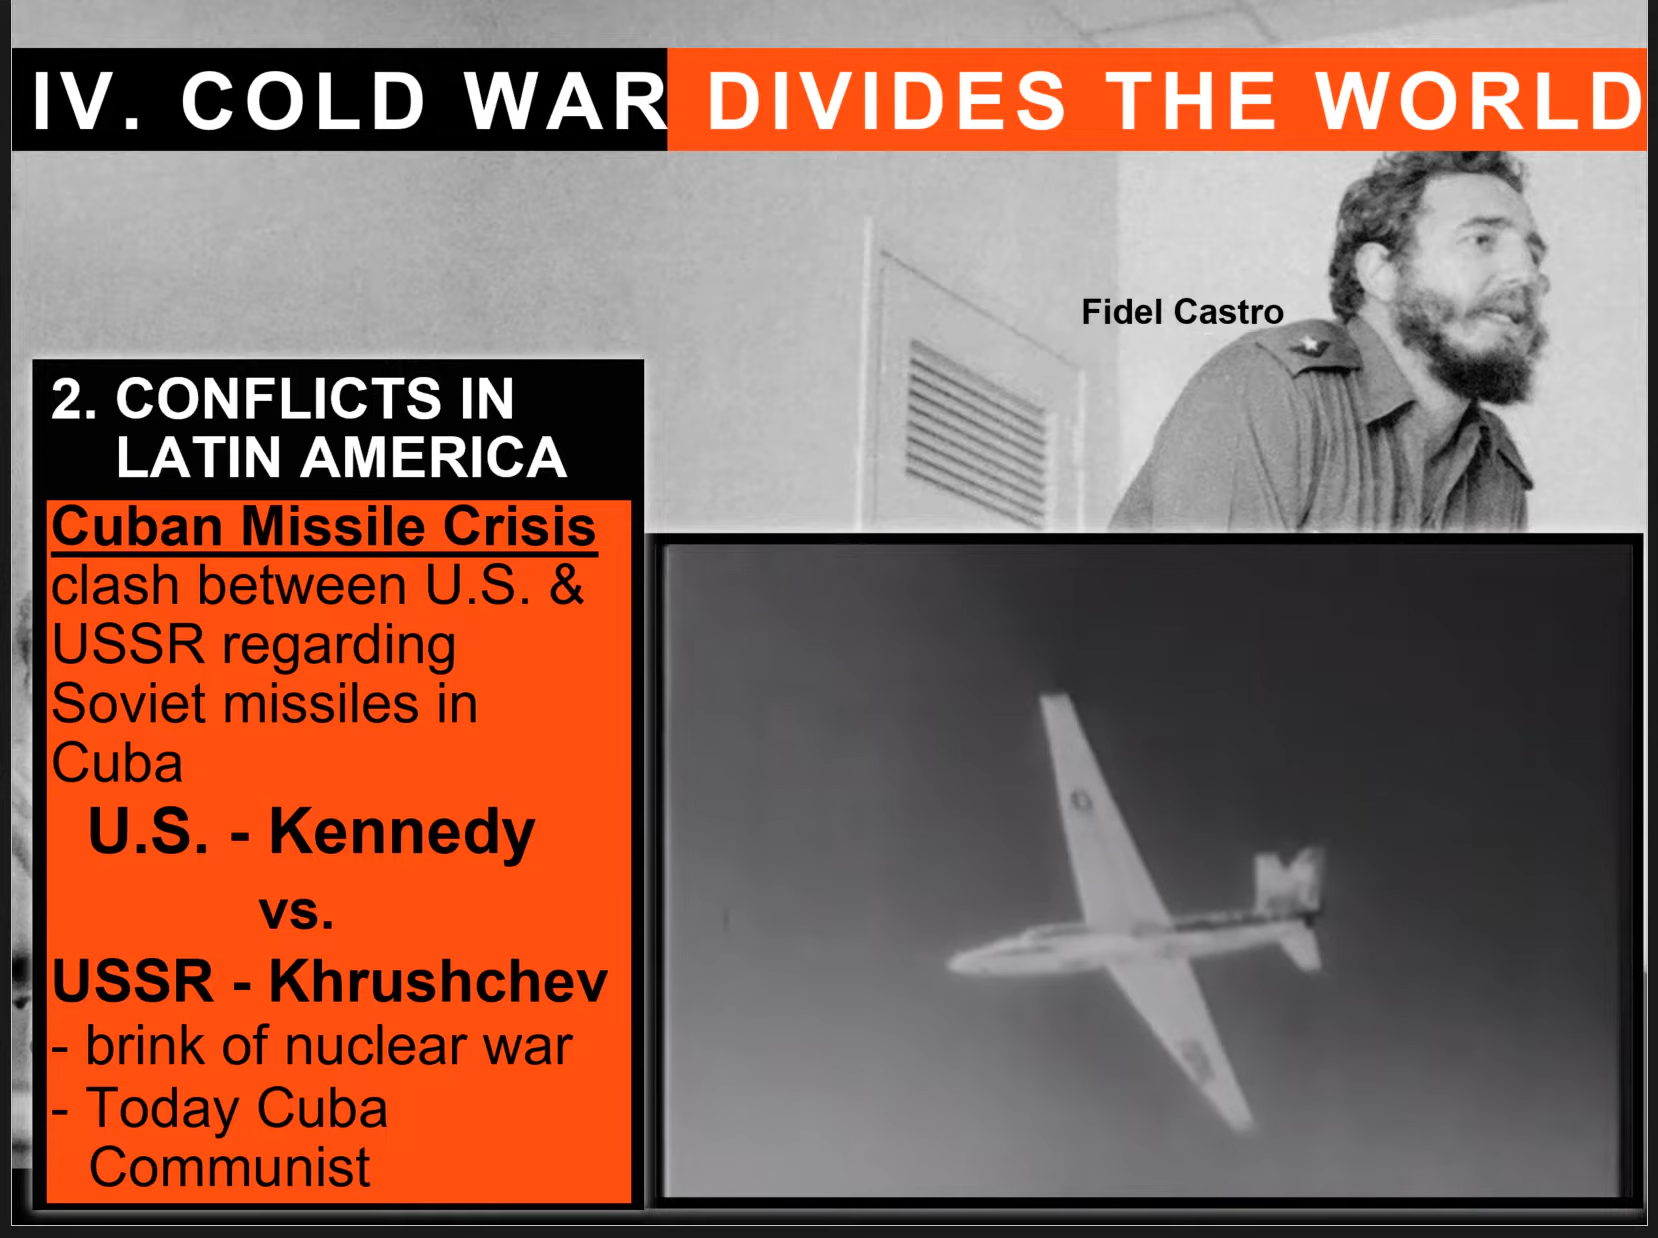 IV. COLD WAR DIVIDES THE WORLD
Fidel Castro
2. CONFLICTS IN
LATIN AMERICA
Cuban Missile Crisis
clash between U.S. &
USSR regarding
Soviet missiles in
Cuba
U.S. - Kennedy
vs.
USSR - Khrushchev
- brink of nuclear war
- Today Cuba
Communist